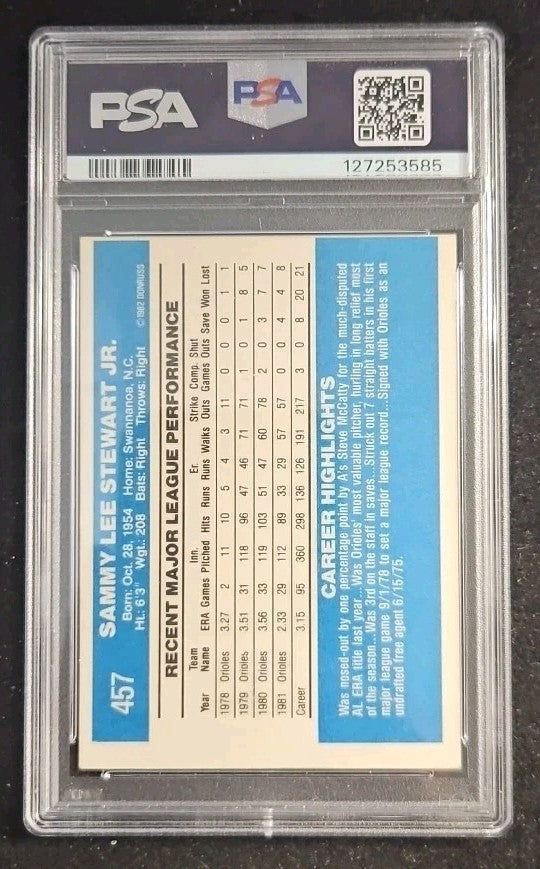 PSA
PSA
127253585
457
SAMMY LEE STEWART JR.
Born: Oct. 28, 1954 Home: Swannanoa, N.C.
Ht.: 6'3" Wgt.: 208 Bats: Right Throws: Right © 1982 DONRUSS
RECENT MAJOR LEAGUE PERFORMANCE
Team Inn. Er. Strike Comp. Shut
Year Name ERA Games Pitched Hits Runs Runs Walks Outs Games Outs Save Won Lost
1978 Orioles 3.27 2 11 10 5 4 3 11 0 0 0 1 1
1979 Orioles 3.51 31 118 96 47 46 71 71 1 0 1 8 5
1980 Orioles 3.56 33 119 103 51 47 60 78 2 0 3 7 7
1981 Orioles 2.33 29 112 89 33 29 57 57 0 0 4 4 8
Career 3.15 95 360 298 136 126 191 217 3 0 8 20 21
CAREER HIGHLIGHTS
Was nosed-out by one percentage point by A's Steve McCatty for the much-disputed
AL ERA title last year...Was Orioles' most valuable pitcher, hurling in long relief most
of the season...Was 3rd on the staff in saves...Struck out 7 straight batters in his first
major league game 9/1/78 to set a major league record...Signed with Orioles as an
undrafted free agent 6/15/75.